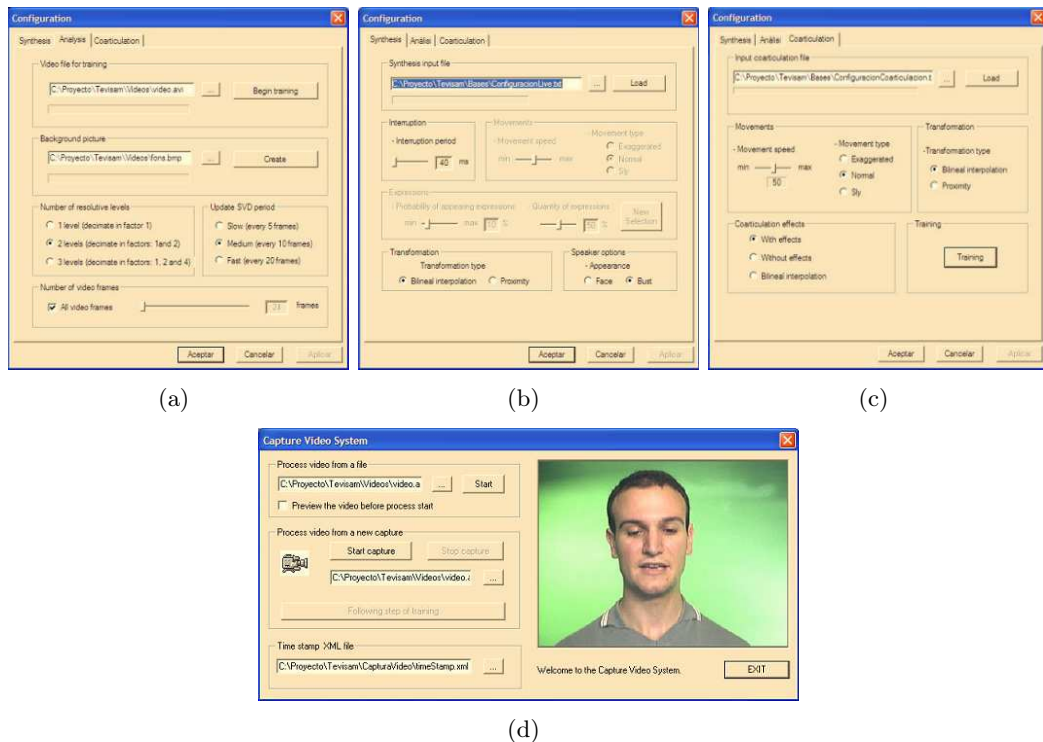 Configuration
Synthesis Analysis Coarticulation
Video file for training
C:\Proyecto\Tevisam\Videos\video.avi ... Begin training
Background picture
C:\Proyecto\Tevisam\Videos\fons.bmp ... Create
Number of resolutive levels
1 level (decimate in factor 1)
2 levels (decimate in factors: 1and 2)
3 levels (decimate in factors: 1, 2 and 4)
Update SVD period
Slow (every 5 frames)
Medium (every 10 frames)
Fast (every 20 frames)
Number of video frames
All video frames frames
Aceptar Cancelar Aplicar
(a)
Configuration
Synthesis Análisi Coarticulation
Synthesis input file
C:\Proyecto\Tevisam\Bases\ConfiguracionLive.txt ... Load
Interruption
- Interruption period
40 ms
Movements
- Movement speed
min max
- Movement type
Exaggerated
Normal
Sly
Expressions
Probability of appearing expressions
min max 10 %
Quantity of expressions
50 %
New Selection
Transformation
Transformation type
Bilineal interpolation Proximity
Speaker options
- Appearance
Face Bust
Aceptar Cancelar Aplicar
(b)
Configuration
Synthesis Análisi Coarticulation
Input coarticulation file
C:\Proyecto\Tevisam\Bases\ConfiguracionCoarticulacion.t ... Load
Movements
- Movement speed
min max
50
- Movement type
Exaggerated
Normal
Sly
Transformation
-Transformation type
Bilineal interpolation
Proximity
Coarticulation effects
With effects
Without effects
Bilineal interpolation
Training
Training
Aceptar Cancelar Aplicar
(c)
Capture Video System
Process video from a file
C:\Proyecto\Tevisam\Videos\video.a ... Start
Preview the video before process start
Process video from a new capture
Start capture Stop capture
C:\Proyecto\Tevisam\Videos\video.a ...
Following step of training
Time stamp XML file
C:\Proyecto\Tevisam\CapturaVideo\timeStamp.xml ...
Welcome to the Capture Video System. EXIT
(d)